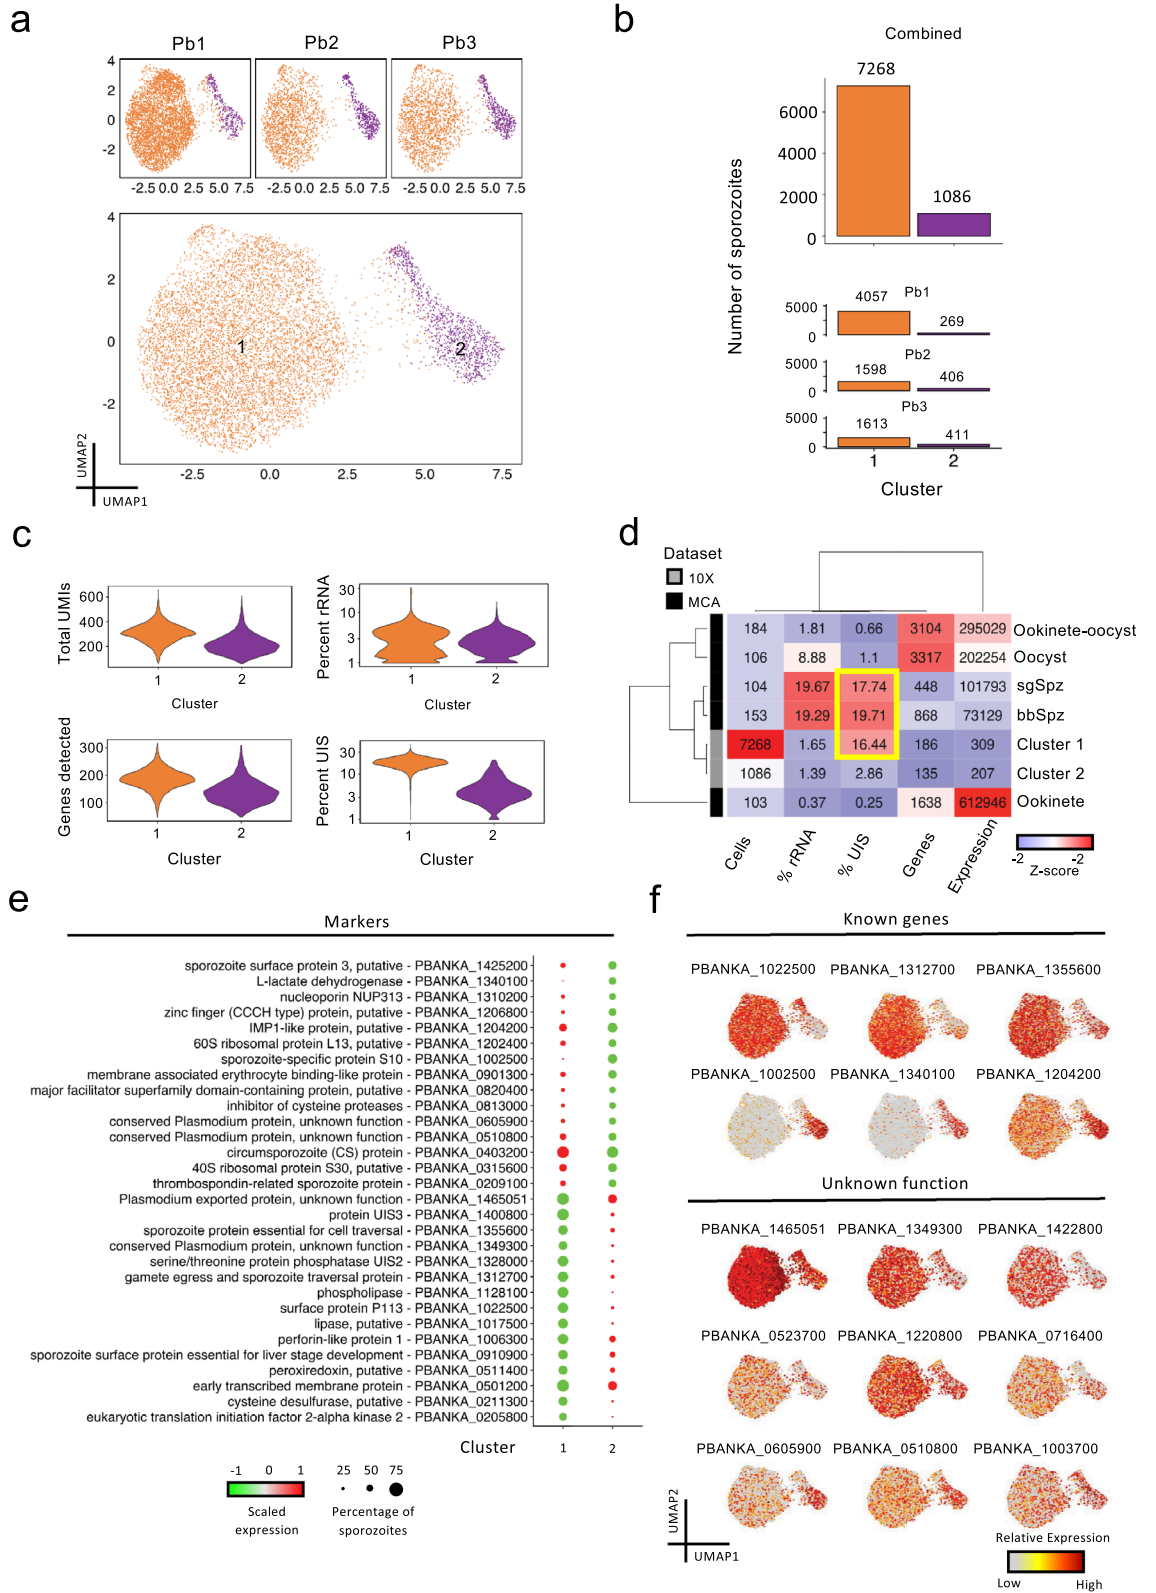 a
Pb1 Pb2 Pb3
4
2
0
-2
-2.5 0.0 2.5 5.0 7.5 -2.5 0.0 2.5 5.0 7.5 -2.5 0.0 2.5 5.0 7.5
4
2
0
-2
1
2
-2.5 0.0 2.5 5.0 7.5
UMAP2
UMAP1
b
Combined
Number of sporozoites
7268
1086
6000
4000
2000
0
Pb1
4057
269
5000
0
Pb2
1598
406
5000
0
Pb3
1613
411
5000
0
1 2
Cluster
c
Total UMIs
600
400
200
1 2
Cluster
Percent rRNA
30
10
3
1
1 2
Cluster
Genes detected
300
200
100
1 2
Cluster
Percent UIS
30
10
3
1
1 2
Cluster
d
Dataset
10X
MCA
184 1.81 0.66 3104 295029 Ookinete-oocyst
106 8.88 1.1 3317 202254 Oocyst
104 19.67 17.74 448 101793 sgSpz
153 19.29 19.71 868 73129 bbSpz
7268 1.65 16.44 186 309 Cluster 1
1086 1.39 2.86 135 207 Cluster 2
103 0.37 0.25 1638 612946 Ookinete
Cells % rRNA % UIS Genes Expression
-2 -2
Z-score
e
Markers
sporozoite surface protein 3, putative - PBANKA_1425200
L-lactate dehydrogenase - PBANKA_1340100
nucleoporin NUP313 - PBANKA_1310200
zinc finger (CCCH type) protein, putative - PBANKA_1206800
IMP1-like protein, putative - PBANKA_1204200
60S ribosomal protein L13, putative - PBANKA_1202400
sporozoite-specific protein S10 - PBANKA_1002500
membrane associated erythrocyte binding-like protein - PBANKA_0901300
major facilitator superfamily domain-containing protein, putative - PBANKA_0820400
inhibitor of cysteine proteases - PBANKA_0813000
conserved Plasmodium protein, unknown function - PBANKA_0605900
conserved Plasmodium protein, unknown function - PBANKA_0510800
circumsporozoite (CS) protein - PBANKA_0403200
40S ribosomal protein S30, putative - PBANKA_0315600
thrombospondin-related sporozoite protein - PBANKA_0209100
Plasmodium exported protein, unknown function - PBANKA_1465051
protein UIS3 - PBANKA_1400800
sporozoite protein essential for cell traversal - PBANKA_1355600
conserved Plasmodium protein, unknown function - PBANKA_1349300
serine/threonine protein phosphatase UIS2 - PBANKA_1328000
gamete egress and sporozoite traversal protein - PBANKA_1312700
phospholipase - PBANKA_1128100
surface protein P113 - PBANKA_1022500
lipase, putative - PBANKA_1017500
perforin-like protein 1 - PBANKA_1006300
sporozoite surface protein essential for liver stage development - PBANKA_0910900
peroxiredoxin, putative - PBANKA_0511400
early transcribed membrane protein - PBANKA_0501200
cysteine desulfurase, putative - PBANKA_0211300
eukaryotic translation initiation factor 2-alpha kinase 2 - PBANKA_0205800
Cluster 1 2
-1 0 1
Scaled
expression
25 50 75
Percentage of
sporozoites
f
Known genes
PBANKA_1022500 PBANKA_1312700 PBANKA_1355600
PBANKA_1002500 PBANKA_1340100 PBANKA_1204200
Unknown function
PBANKA_1465051 PBANKA_1349300 PBANKA_1422800
PBANKA_0523700 PBANKA_1220800 PBANKA_0716400
PBANKA_0605900 PBANKA_0510800 PBANKA_1003700
UMAP2
UMAP1
Relative Expression
Low High